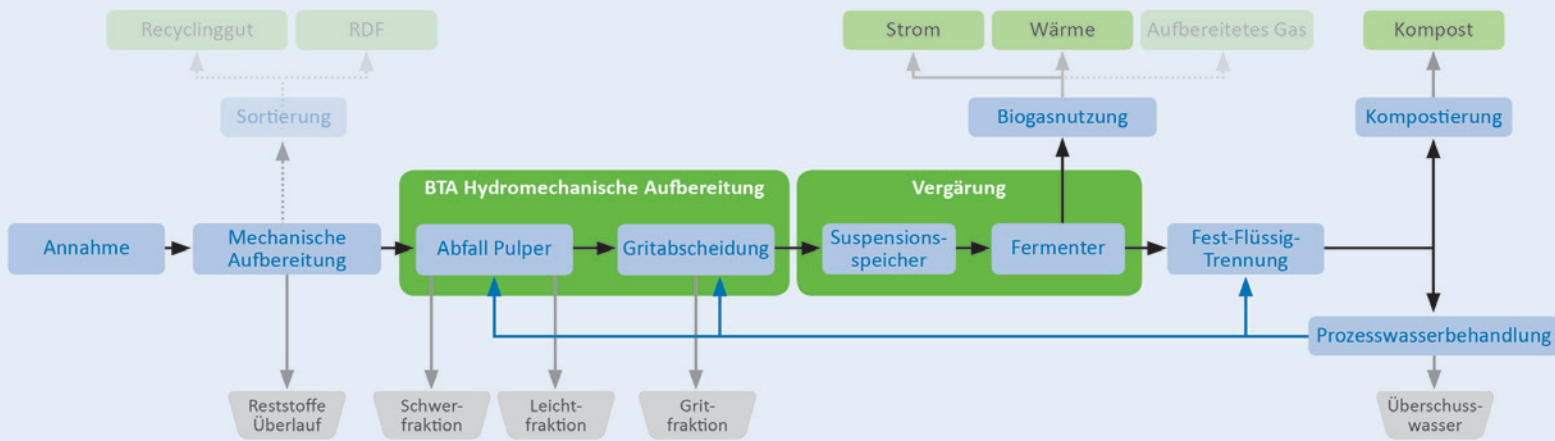 Recyclinggut
RDF
Strom
Wärme
Aufbereitetes Gas
Kompost
Sortierung
Biogasnutzung
Kompostierung
BTA Hydromechanische Aufbereitung
Vergärung
Annahme
Mechanische
Aufbereitung
Abfall Pulper
Gritabscheidung
Suspensions-
speicher
Fermenter
Fest-Flüssig-
Trennung
Prozesswasserbehandlung
Reststoffe
Überlauf
Schwer-
fraktion
Leicht-
fraktion
Grit-
fraktion
Überschuss-
wasser